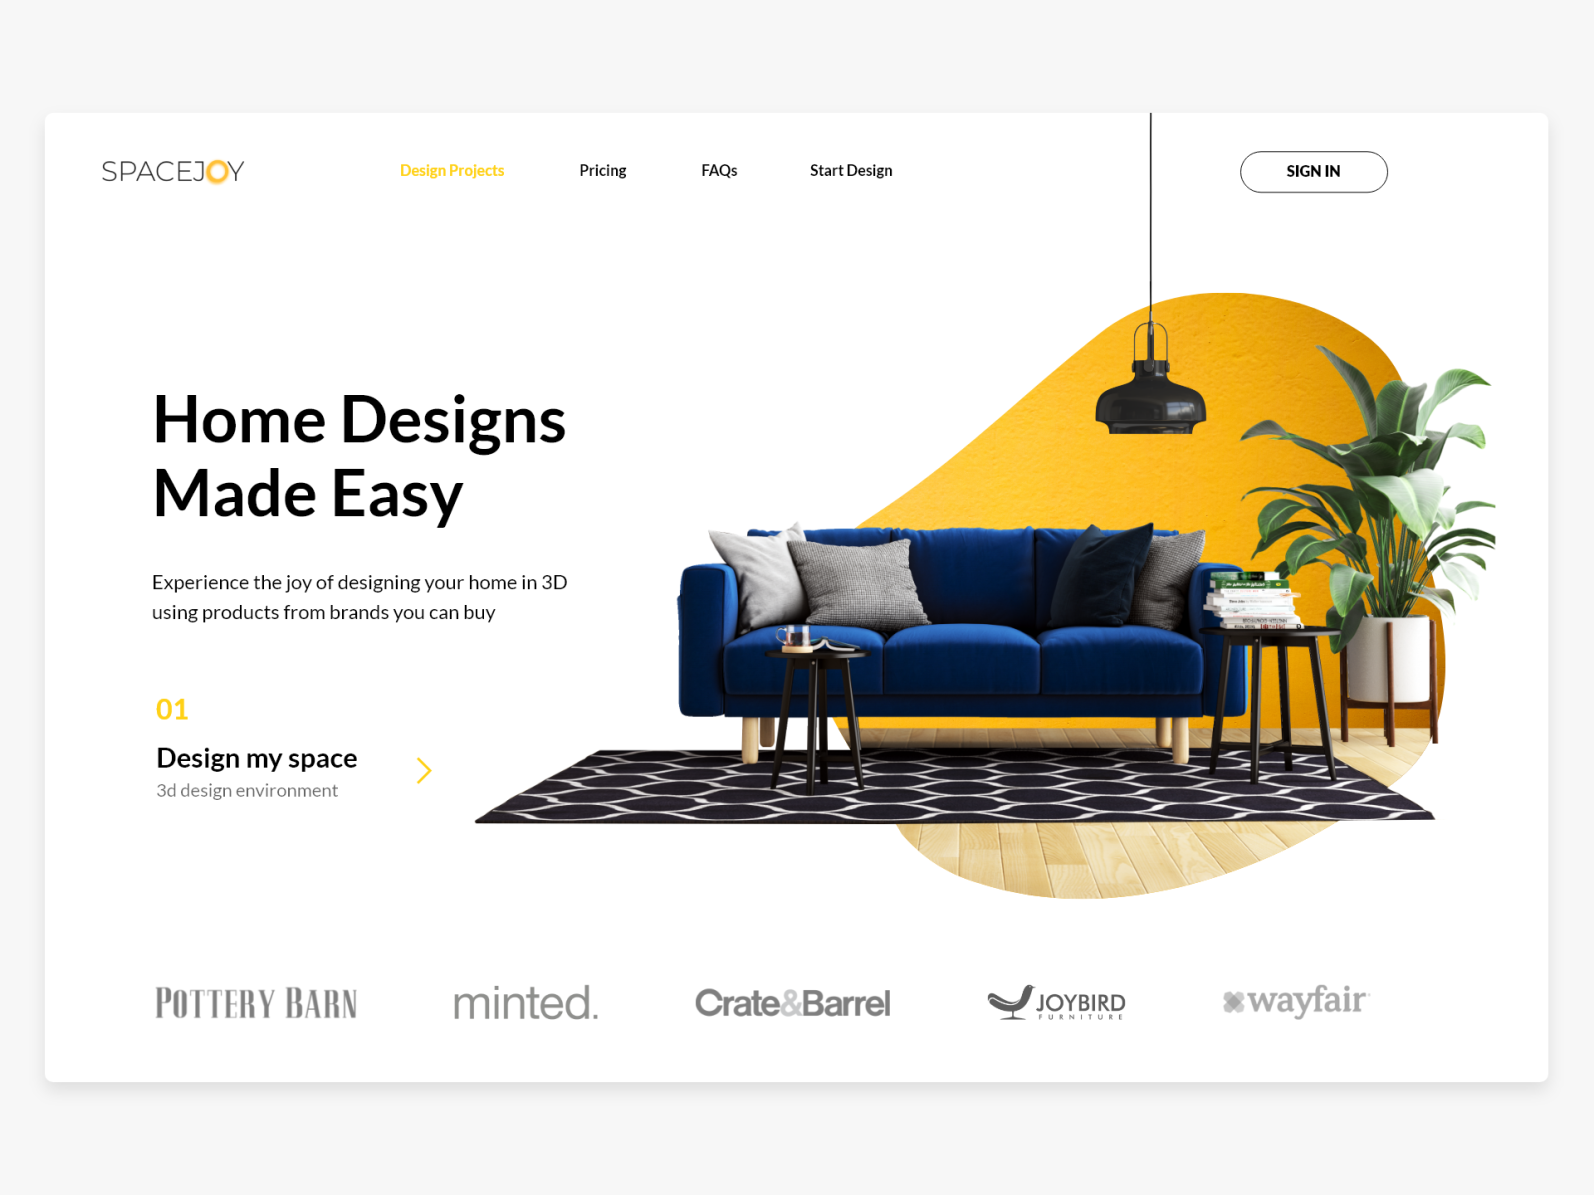 SPACEJOY
Design Projects
Pricing
FAQs
Start Design
SIGN IN
Home Designs
Made Easy
Experience the joy of designing your home in 3D
using products from brands you can buy
01
Design my space
3d design environment
POTTERY BARN
minted.
Crate&Barrel
JOYBIRD
FURNITURE
wayfair